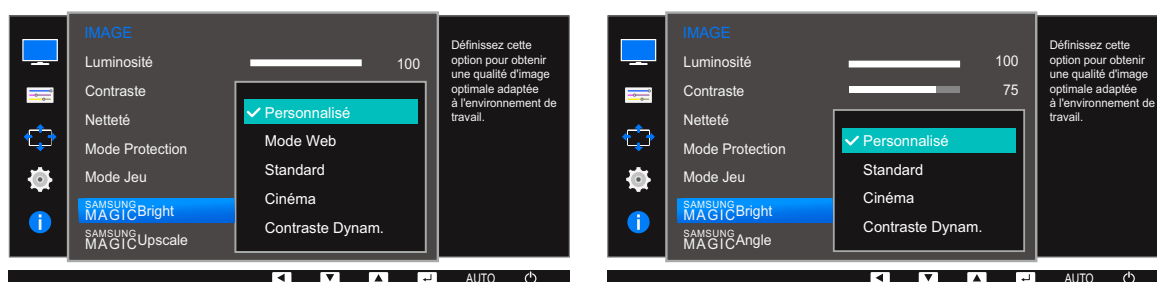 IMAGE
Luminosité 100
Contraste
Netteté
Mode Protection
Mode Jeu
SAMSUNG
MAGICBright
SAMSUNG
MAGICUpscale
Personnalisé
Mode Web
Standard
Cinéma
Contraste Dynam.
Définissez cette
option pour obtenir
une qualité d'image
optimale adaptée
à l'environnement de
travail.
AUTO
IMAGE
Luminosité 100
Contraste 75
Netteté
Mode Protection
Mode Jeu
SAMSUNG
MAGICBright
SAMSUNG
MAGICAngle
Personnalisé
Standard
Cinéma
Contraste Dynam.
Définissez cette
option pour obtenir
une qualité d'image
optimale adaptée
à l'environnement de
travail.
AUTO